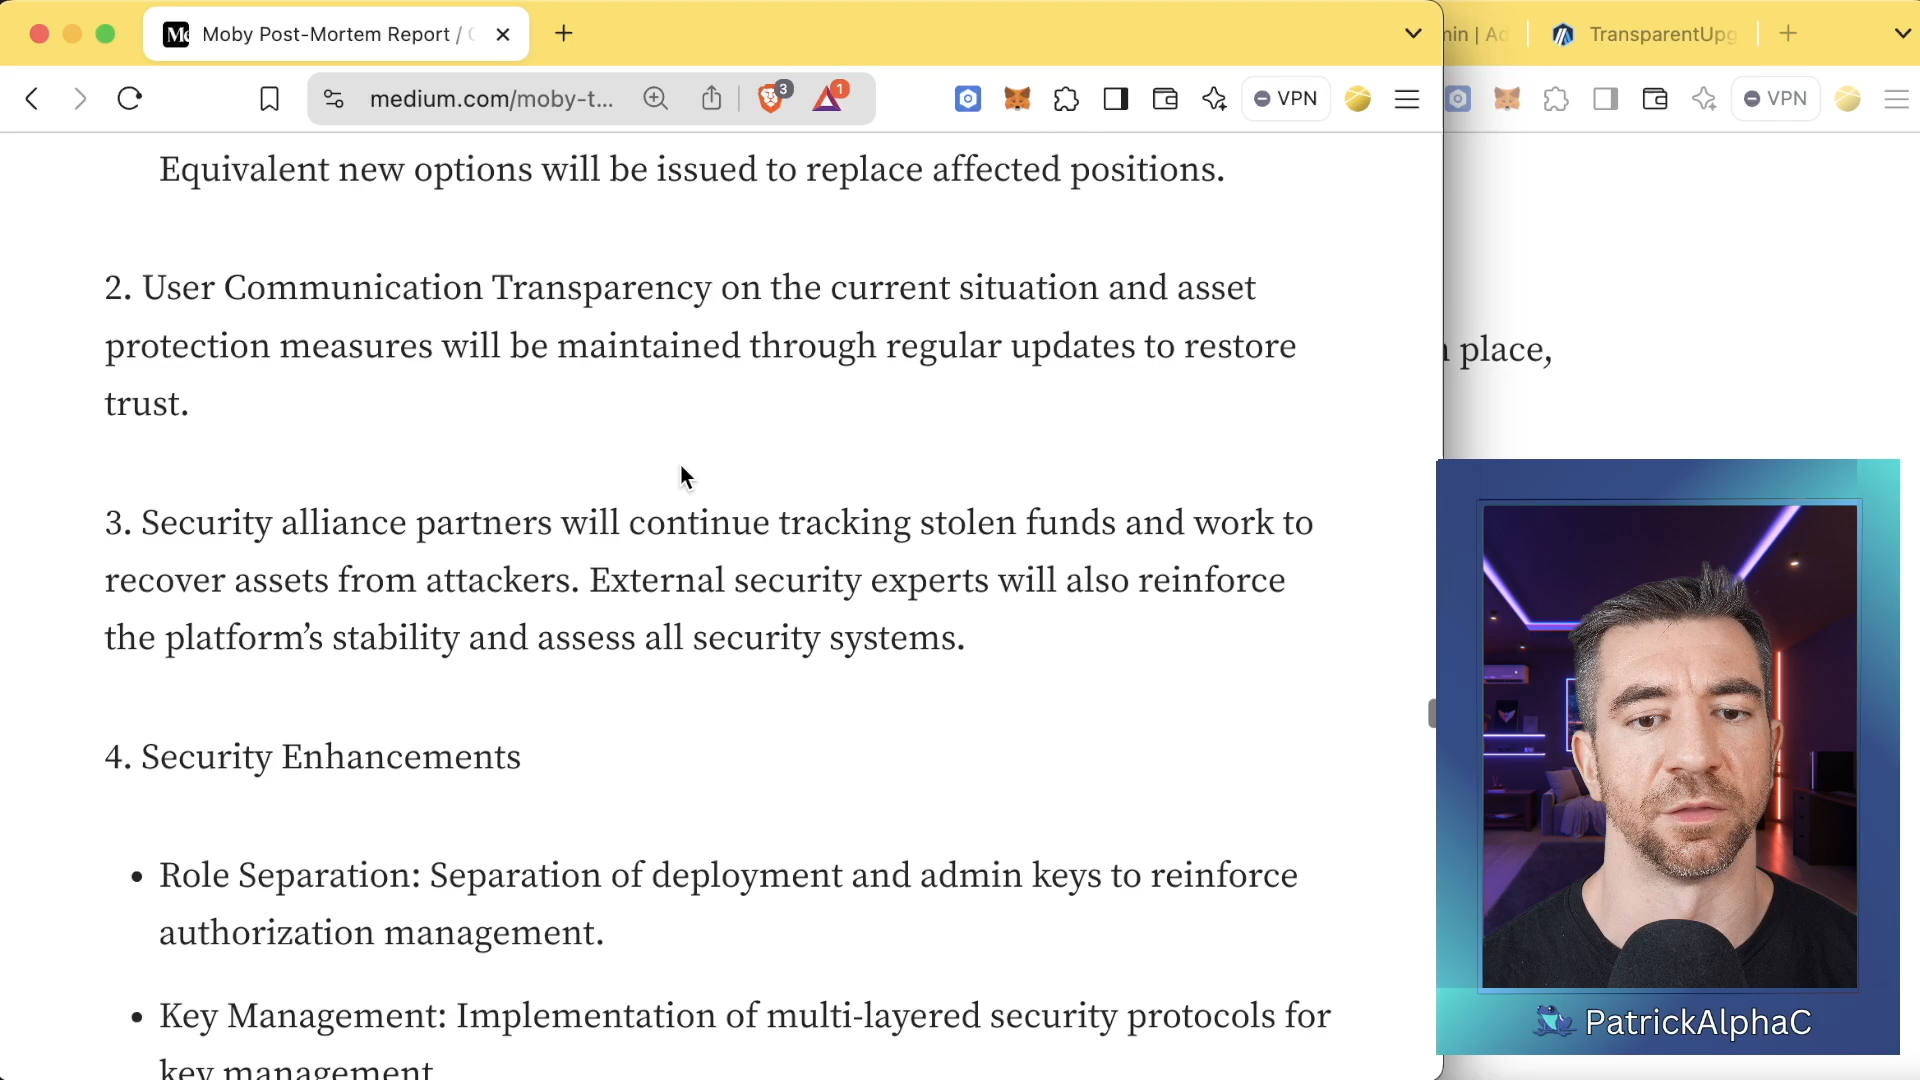 Moby Post-Mortem Report /
min | Ad
TransparentUpg
medium.com/moby-t...
3
1
VPN
VPN
Equivalent new options will be issued to replace affected positions.
2. User Communication Transparency on the current situation and asset
protection measures will be maintained through regular updates to restore
trust.
place,
3. Security alliance partners will continue tracking stolen funds and work to
recover assets from attackers. External security experts will also reinforce
the platform’s stability and assess all security systems.
4. Security Enhancements
• Role Separation: Separation of deployment and admin keys to reinforce
authorization management.
• Key Management: Implementation of multi-layered security protocols for
key management
PatrickAlphaC